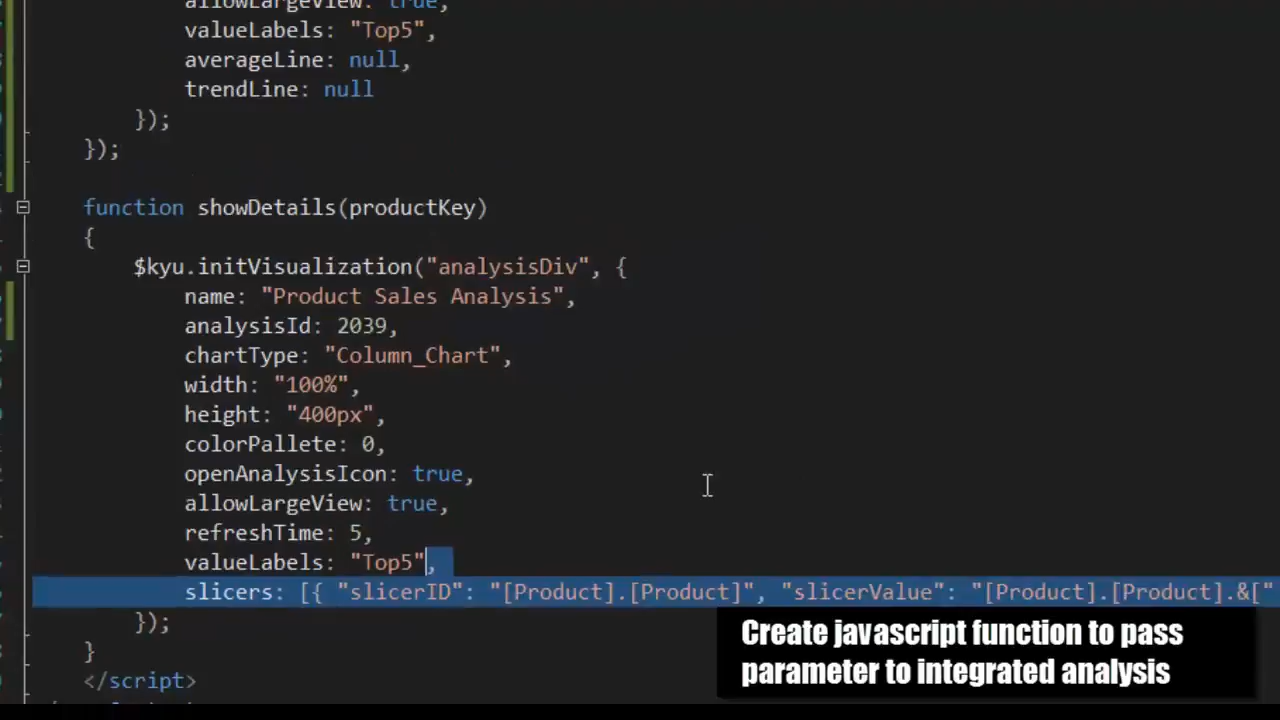 allowLargeView: true,
valueLabels: "Top5",
averageLine: null,
trendLine: null
});
});
function showDetails(productKey)
{
$kyu.initVisualization("analysisDiv", {
name: "Product Sales Analysis",
analysisId: 2039,
chartType: "Column_Chart",
width: "100%",
height: "400px",
colorPallete: 0,
openAnalysisIcon: true,
allowLargeView: true,
refreshTime: 5,
valueLabels: "Top5",
slicers: [{ "slicerID": "[Product].[Product]", "slicerValue": "[Product].[Product].&["
});
}
</script>
Create javascript function to pass
parameter to integrated analysis